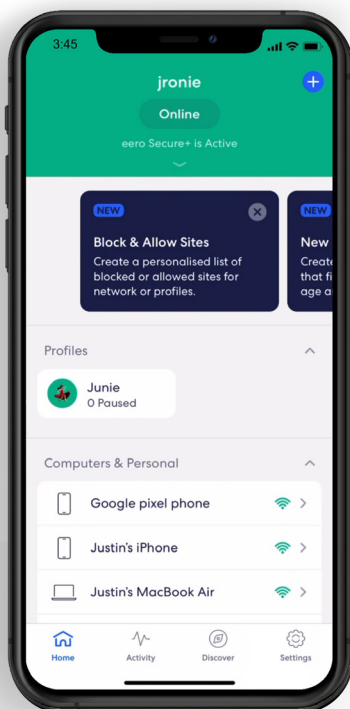 3:45
jronie
Online
eero Secure+ is Active
NEW
Block & Allow Sites
Create a personalised list of
blocked or allowed sites for
network or profiles.
NEW
New
Create
that fi
age a
Profiles
Junie
0 Paused
Computers & Personal
Google pixel phone
Justin's iPhone
Justin's MacBook Air
Home
Activity
Discover
Settings